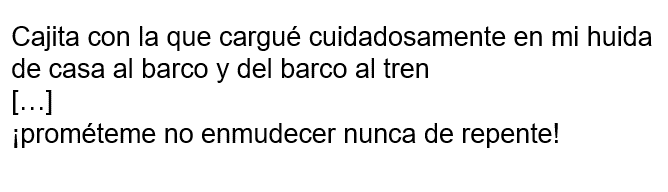 Cajita con la que cargué cuidadosamente en mi huida
de casa al barco y del barco al tren
[…]
¡prométeme no enmudecer nunca de repente!